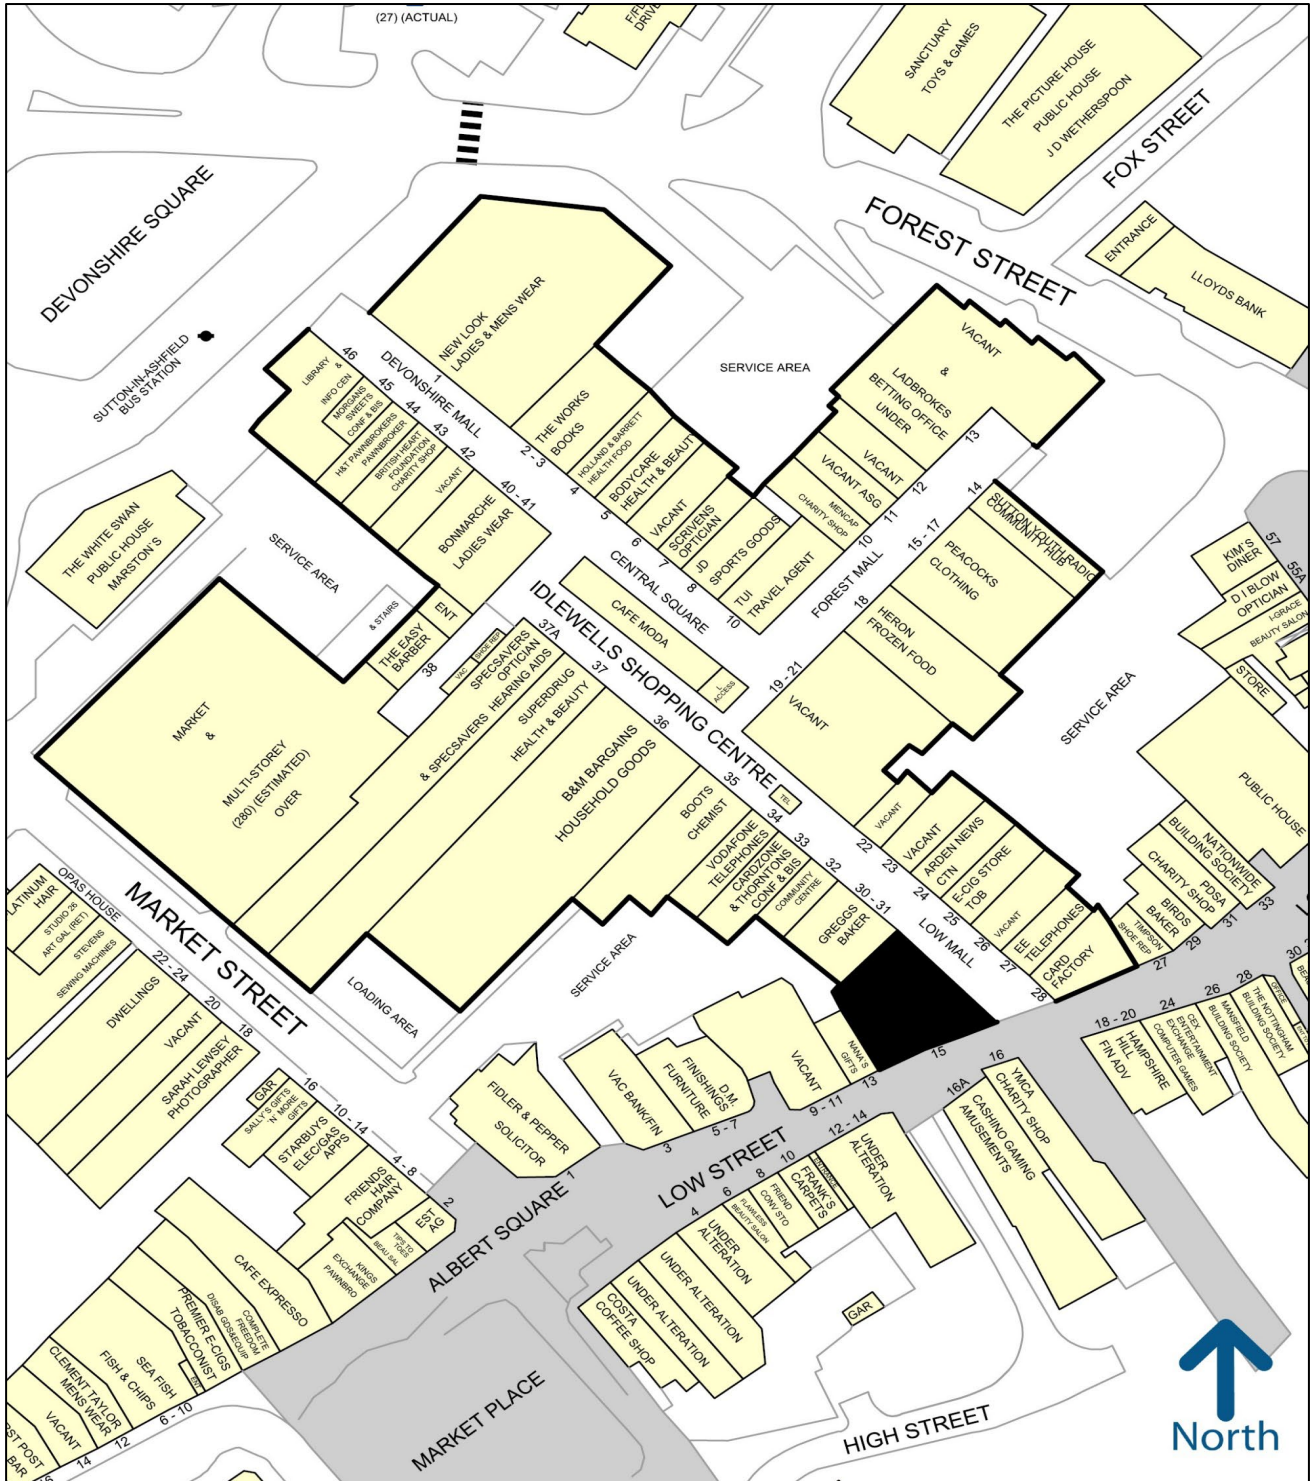 (27) (ACTUAL)
SANCTUARY
TOYS & GAMES
THE PICTURE HOUSE
PUBLIC HOUSE
J D WETHERSPOON
FOX STREET
FOREST STREET
ENTRANCE
LLOYDS BANK
DEVONSHIRE SQUARE
SUTTON-IN-ASHFIELD
BUS STATION
NEW LOOK
LADIES & MENS WEAR
1
DEVONSHIRE MALL
SERVICE AREA
VACANT
&
LADBROKES
BETTING OFFICE
UNDER
13
LIBRARY
&
INFO CEN
46
MORGANS
SWEETS
CONF & BIS
45
H&T PAWNBROKERS
PAWNBROKER
44
BRITISH HEART
FOUNDATION
CHARITY SHOP
43
VACANT
42
BONMARCHE
LADIES WEAR
40-41
THE WORKS
BOOKS
2 - 3
HOLLAND & BARRETT
HEALTH FOOD
4
BODYCARE
HEALTH & BEAUT
5
VACANT
6
SCRIVENS
OPTICIAN
7
JD
SPORTS GOODS
8
TUI
TRAVEL AGENT
10
VACANT
12
VACANT ASG
11
MENCAP
CHARITY SHOP
10
FOREST MALL
14
SUTTON YOUTH RADIO
COMMUNITY HUB
15 - 17
PEACOCKS
CLOTHING
18
HERON
FROZEN FOOD
19 - 21
VACANT
THE WHITE SWAN
PUBLIC HOUSE
MARSTON'S
SERVICE AREA
& STAIRS
ENT
THE EASY
BARBER
38
VAC
SHOE REP
CENTRAL SQUARE
CAFE MODA
L
ACCESS
IDLEWELLS SHOPPING CENTRE
TEL
37A
SPECSAVERS
OPTICIAN
& SPECSAVERS HEARING AIDS
37
SUPERDRUG
HEALTH & BEAUTY
36
B&M BARGAINS
HOUSEHOLD GOODS
35
BOOTS
CHEMIST
34
VODAFONE
TELEPHONES
33
CARDZONE
& THORNTONS
CONF & BIS
32
COMMUNITY
CENTRE
30-31
GREGGS
BAKER
LOW MALL
MARKET
&
MULTI-STOREY
(280) (ESTIMATED)
OVER
VACANT
22
VACANT
23
ARDEN NEWS
CTN
24
E-CIG STORE
TOB
25
VACANT
26
EE
TELEPHONES
27
CARD
FACTORY
28
SERVICE AREA
57
KIM'S
DINER
55A
D I BLOW
OPTICIAN
I-GRACE
BEAUTY SALON
STORE
PUBLIC HOUSE
NATIONWIDE
BUILDING SOCIETY
33
PDSA
CHARITY SHOP
31
BIRDS
BAKER
29
TIMPSON
SHOE REP
27
SERVICE AREA
LOADING AREA
MARKET STREET
OPAS HOUSE
LATINUM
HAIR
STUDIO 26
ART GAL (RET)
STEVENS
SEWING MACHINES
22 - 24
DWELLINGS
20
VACANT
18
SARAH LEWSEY
PHOTOGRAPHER
GAR
16
SALLY'S GIFTS
'N' MORE
GIFTS
10 - 14
STARBUYS
ELEC/GAS
APPS
4 - 8
FRIENDS
HAIR
COMPANY
2
EST
AG
TIPS TO
TOES
BEAU SAL
KINGS
EXCHANGE
PAWNBRO
CAFE EXPRESSO
COMPLETE
FREEDOM
DISAB GDS&EQUIP
PREMIER E-CIGS
TOBACCONIST
ENT
SEA FISH
FISH & CHIPS
6 - 10
CLEMENT TAYLOR
MENS WEAR
12
VACANT
14
ST POST
BAR
FIDLER & PEPPER
SOLICITOR
1
ALBERT SQUARE
VAC BANK/FIN
3
D.M.
FINISHINGS
FURNITURE
5-7
VACANT
9 - 11
NANA'S
GIFTS
13
15
LOW STREET
COSTA
COFFEE SHOP
UNDER ALTERATION
UNDER ALTERATION
4
UNDER
ALTERATION
6
FLAWLESS
BEAUTY SALON
8
FRIEND
CONV STO
10
FRANK'S
CARPETS
ENTRANCE
12 - 14
UNDER
ALTERATION
16A
CASHINO GAMING
AMUSEMENTS
16
YMCA
CHARITY SHOP
18 - 20
HAMPSHIRE
HILL
FIN ADV
24
CEX
ENTERTAINMENT
EXCHANGE
COMPUTER GAMES
26
MANSFIELD
BUILDING SOCIETY
28
THE NOTTINGHAM
BUILDING SOCIETY
OFFICE
GAR
MARKET PLACE
HIGH STREET
North